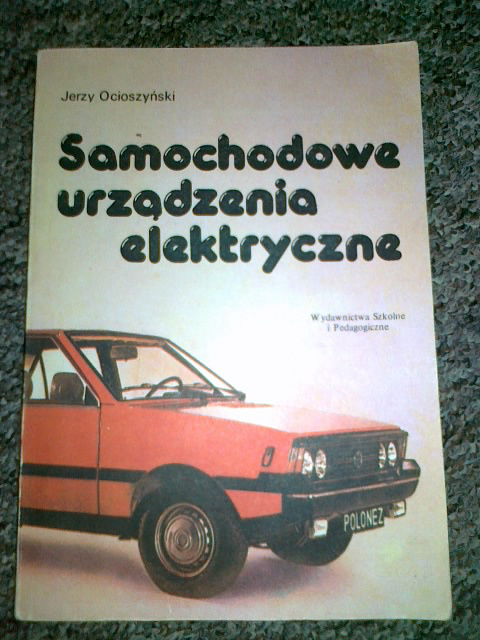 Jerzy Ocioszyński
Samochodowe
urządzenia
elektryczne
Wydawnictwa Szkolne
i Pedagogiczne
POLONEZ